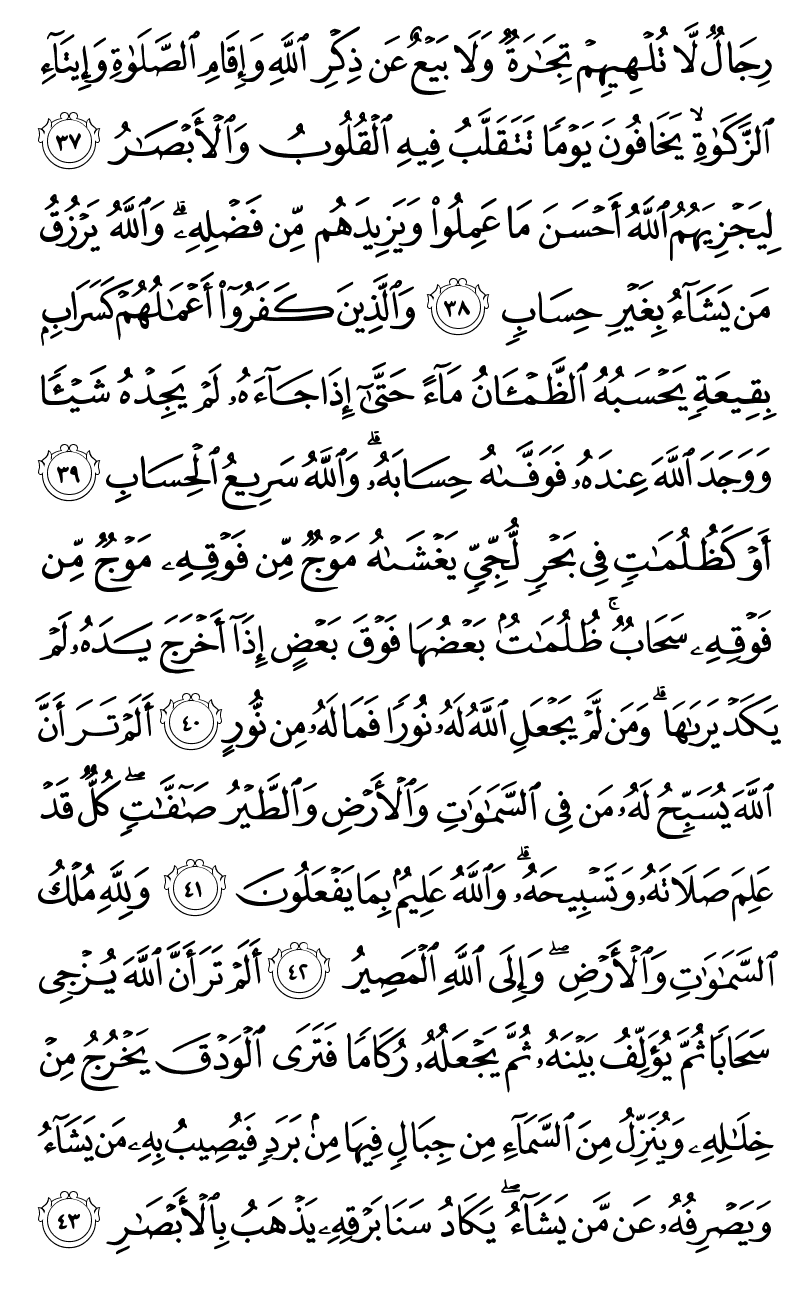 رِجَالٌ لَّا تُلْهِيهِمْ تِجَـٰرَةٌ وَلَا بَيْعٌ عَن ذِكْرِ ٱللَّهِ وَإِقَامِ ٱلصَّلَوٰةِ وَإِيتَآءِ
ٱلزَّكَوٰةِ ۙ يَخَافُونَ يَوْمًا تَتَقَلَّبُ فِيهِ ٱلْقُلُوبُ وَٱلْأَبْصَـٰرُ ٣٧
لِيَجْزِيَهُمُ ٱللَّهُ أَحْسَنَ مَا عَمِلُوا۟ وَيَزِيدَهُم مِّن فَضْلِهِۦ ۗ وَٱللَّهُ يَرْزُقُ
مَن يَشَآءُ بِغَيْرِ حِسَابٍ ٣٨ وَٱلَّذِينَ كَفَرُوٓا۟ أَعْمَـٰلُهُمْ كَسَرَابٍۭ
بِقِيعَةٍ يَحْسَبُهُ ٱلظَّمْـَٔانُ مَآءً حَتَّىٰٓ إِذَا جَآءَهُۥ لَمْ يَجِدْهُ شَيْـًٔا
وَوَجَدَ ٱللَّهَ عِندَهُۥ فَوَفَّىٰهُ حِسَابَهُۥ ۗ وَٱللَّهُ سَرِيعُ ٱلْحِسَابِ ٣٩
أَوْ كَظُلُمَـٰتٍ فِى بَحْرٍ لُّجِّىٍّ يَغْشَىٰهُ مَوْجٌ مِّن فَوْقِهِۦ مَوْجٌ مِّن
فَوْقِهِۦ سَحَابٌ ۚ ظُلُمَـٰتٌۢ بَعْضُهَا فَوْقَ بَعْضٍ إِذَآ أَخْرَجَ يَدَهُۥ لَمْ
يَكَدْ يَرَىٰهَا ۗ وَمَن لَّمْ يَجْعَلِ ٱللَّهُ لَهُۥ نُورًا فَمَا لَهُۥ مِن نُّورٍ ٤٠ أَلَمْ تَرَ أَنَّ
ٱللَّهَ يُسَبِّحُ لَهُۥ مَن فِى ٱلسَّمَـٰوَٰتِ وَٱلْأَرْضِ وَٱلطَّيْرُ صَـٰٓفَّـٰتٍ ۖ كُلٌّ قَدْ
عَلِمَ صَلَاتَهُۥ وَتَسْبِيحَهُۥ ۗ وَٱللَّهُ عَلِيمٌۢ بِمَا يَفْعَلُونَ ٤١ وَلِلَّهِ مُلْكُ
ٱلسَّمَـٰوَٰتِ وَٱلْأَرْضِ ۖ وَإِلَى ٱللَّهِ ٱلْمَصِيرُ ٤٢ أَلَمْ تَرَ أَنَّ ٱللَّهَ يُزْجِى
سَحَابًا ثُمَّ يُؤَلِّفُ بَيْنَهُۥ ثُمَّ يَجْعَلُهُۥ رُكَامًا فَتَرَى ٱلْوَدْقَ يَخْرُجُ مِنْ
خِلَـٰلِهِۦ وَيُنَزِّلُ مِنَ ٱلسَّمَآءِ مِن جِبَالٍ فِيهَا مِنۢ بَرَدٍ فَيُصِيبُ بِهِۦ مَن يَشَآءُ
وَيَصْرِفُهُۥ عَن مَّن يَشَآءُ ۖ يَكَادُ سَنَا بَرْقِهِۦ يَذْهَبُ بِٱلْأَبْصَـٰرِ ٤٣